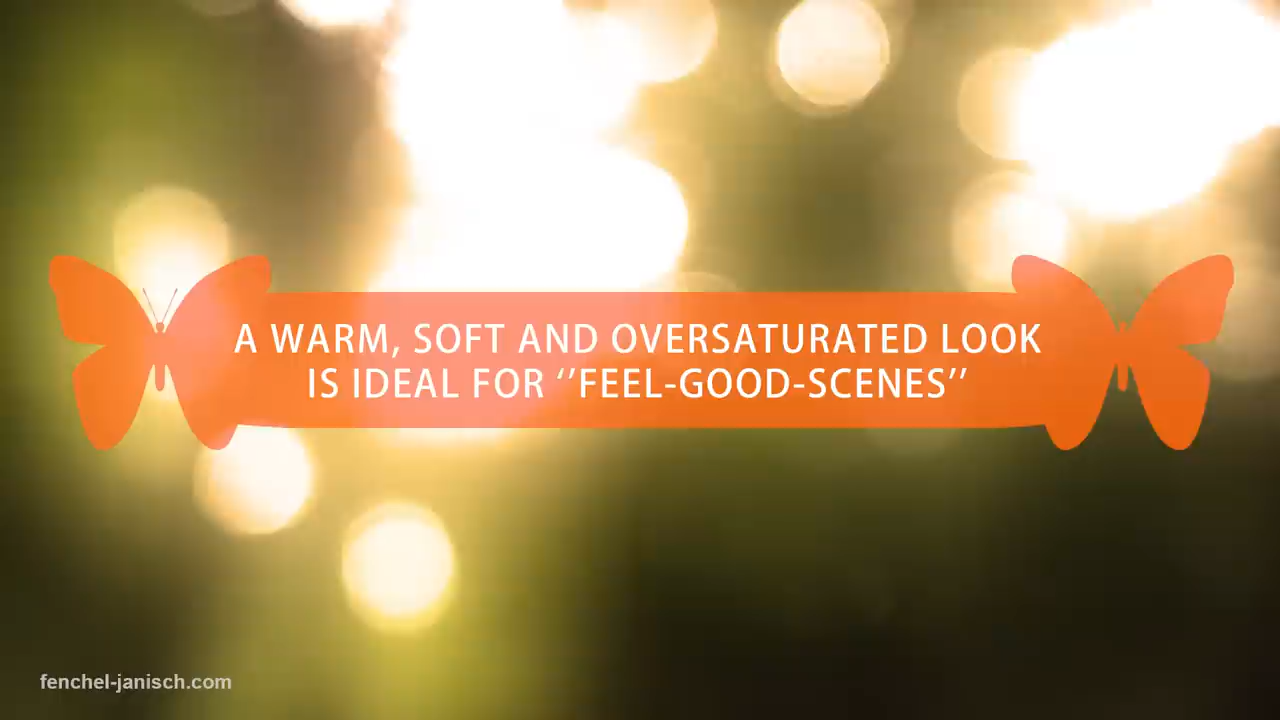 A WARM, SOFT AND OVERSATURATED LOOK
IS IDEAL FOR ‘’FEEL-GOOD-SCENES’’
fenchel-janisch.com